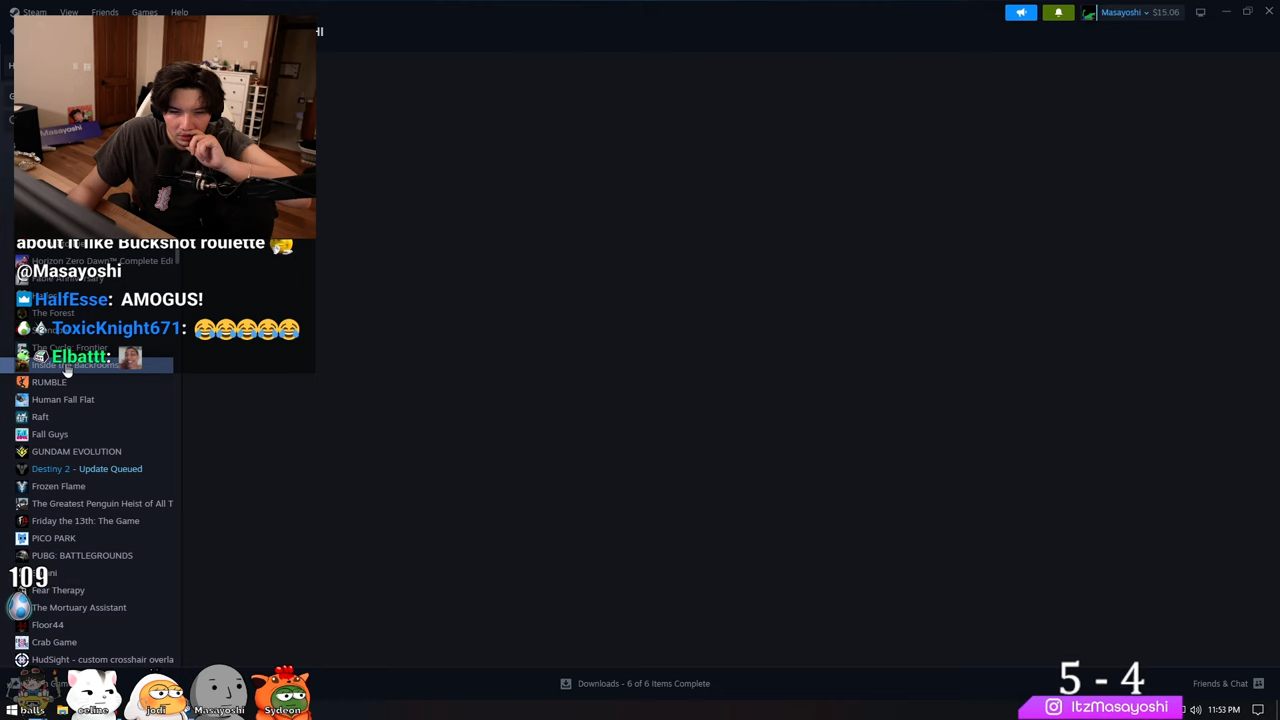 Steam View Friends Games Help
Masayoshi $15.06
HI
Masayoshi
about it like Buckshot roulette
@Masayoshi
HalfEsse: AMOGUS!
ToxicKnight671: 😂😂😂😂😂
Elbattt:
Horizon Zero Dawn™ Complete Edi
Fable Anniversary
The Forest
The Cycle: Frontier
Inside the Backrooms
RUMBLE
Human Fall Flat
Raft
Fall Guys
GUNDAM EVOLUTION
Destiny 2 - Update Queued
Frozen Flame
The Greatest Penguin Heist of All T
Friday the 13th: The Game
PICO PARK
PUBG: BATTLEGROUNDS
109
Fear Therapy
The Mortuary Assistant
Floor44
Crab Game
HudSight - custom crosshair overla
Downloads - 6 of 6 Items Complete
5 - 4
Friends & Chat
balls celine jodi Masayoshi Sydeon
ItzMasayoshi
11:53 PM